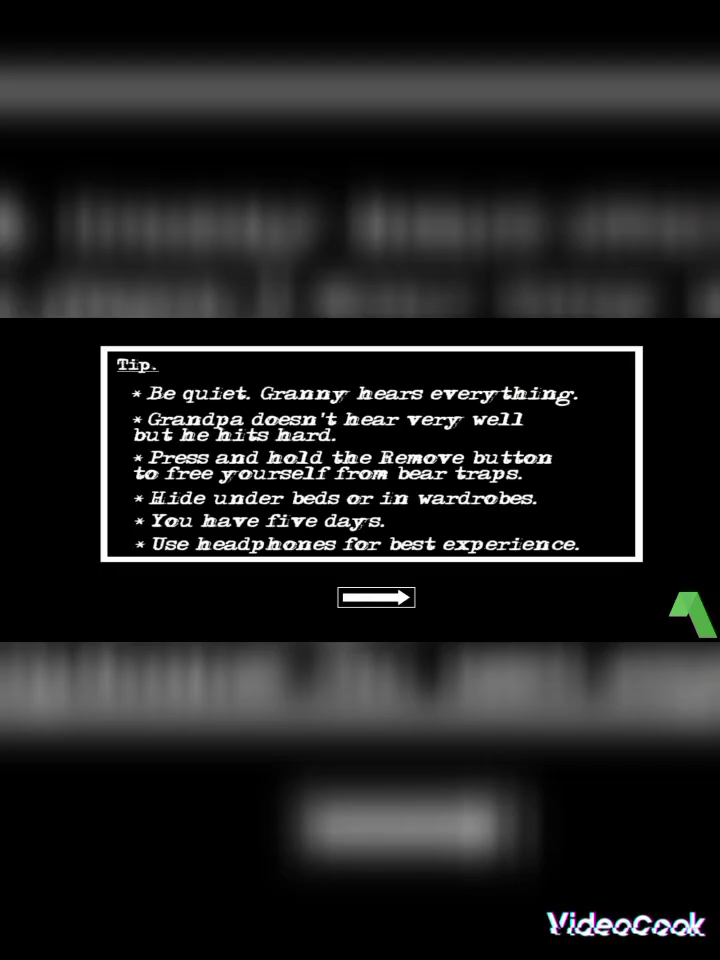 Tip.
* Be quiet. Granny hears everything.
* Grandpa doesn't hear very well
but he hits hard.
* Press and hold the Remove button
to free yourself from bear traps.
* Hide under beds or in wardrobes.
* You have five days.
* Use headphones for best experience.
VideoCook